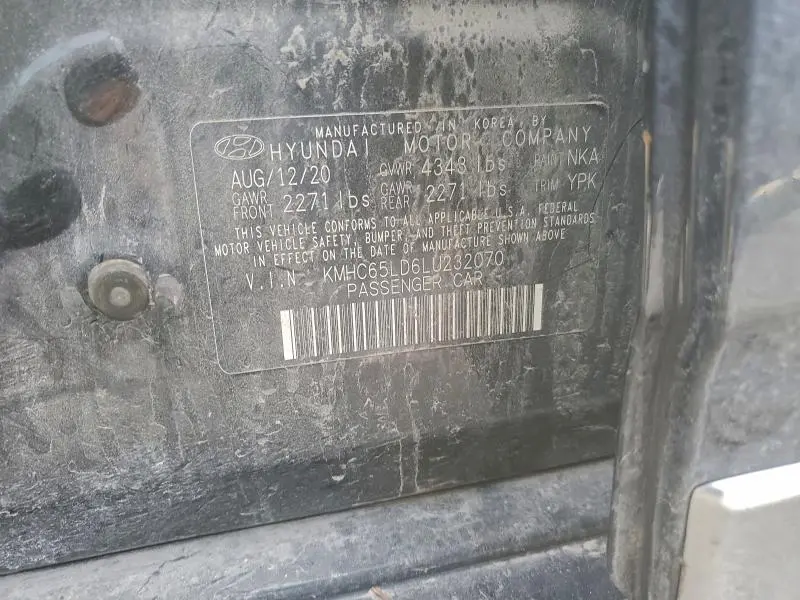 MANUFACTURED IN KOREA BY
HYUNDAI MOTOR COMPANY
AUG/12/20 GVWR 4343 lbs PAINT NKA
GAWR FRONT 2271 lbs GAWR REAR 2271 lbs TRIM YPK
THIS VEHICLE CONFORMS TO ALL APPLICABLE U.S.A. FEDERAL
MOTOR VEHICLE SAFETY, BUMPER, AND THEFT PREVENTION STANDARDS
IN EFFECT ON THE DATE OF MANUFACTURE SHOWN ABOVE
V.I.N KMHC65LD6LU232070
PASSENGER CAR